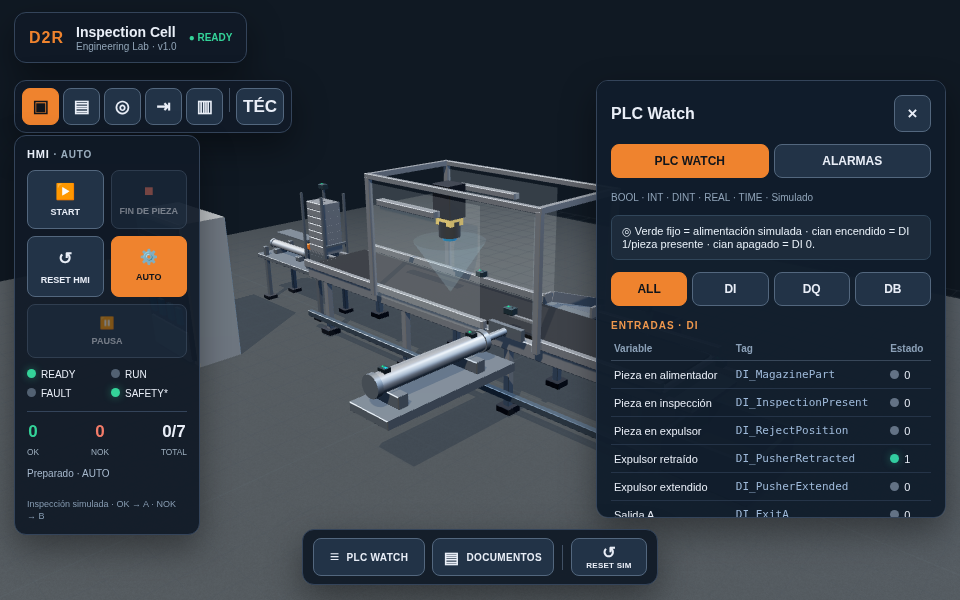 D2R
Inspection Cell
Engineering Lab · v1.0
● READY
TÉC
HMI · AUTO
START
FIN DE PIEZA
RESET HMI
AUTO
PAUSA
READY
RUN
FAULT
SAFETY*
0
0
0/7
OK
NOK
TOTAL
Preparado · AUTO
Inspección simulada · OK → A · NOK
→ B
PLC Watch
×
PLC WATCH
ALARMAS
BOOL · INT · DINT · REAL · TIME · Simulado
◎ Verde fijo = alimentación simulada · cian encendido = DI
1/pieza presente · cian apagado = DI 0.
ALL
DI
DQ
DB
ENTRADAS · DI
Variable Tag Estado
Pieza en alimentador DI_MagazinePart 0
Pieza en inspección DI_InspectionPresent 0
Pieza en expulsor DI_RejectPosition 0
Expulsor retraído DI_PusherRetracted 1
Expulsor extendido DI_PusherExtended 0
Salida A DI_ExitA 0
PLC WATCH
DOCUMENTOS
RESET SIM